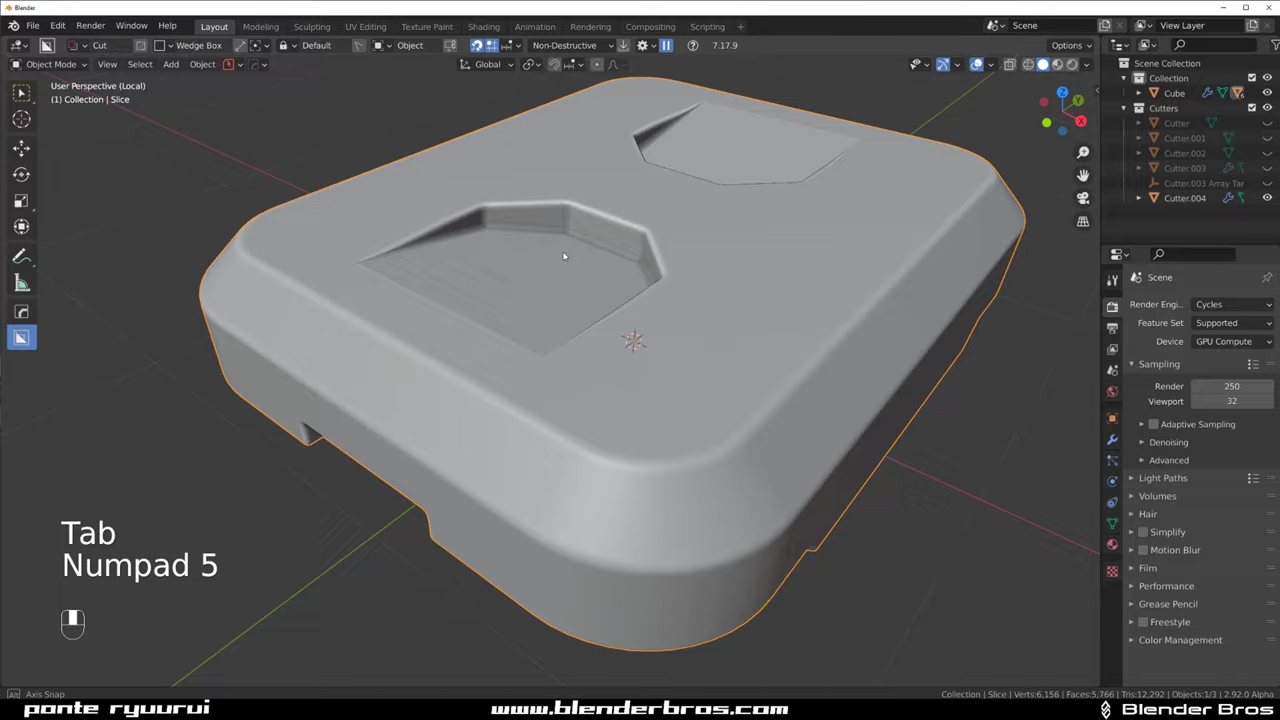 Blender
File Edit Render Window Help Layout Modeling Sculpting UV Editing Texture Paint Shading Animation Rendering Compositing Scripting Scene View Layer
Cut Wedge Box Default Object Non-Destructive 7.17.9 Options
Object Mode View Select Add Object Global
Scene Collection
Collection
Cube
Cutters
Cutter
Cutter.001
Cutter.002
Cutter.003
Cutter.003 Array Tar
Cutter.004
User Perspective (Local)
(1) Collection | Slice
Z
Y
X
Scene
Render Engi... Cycles
Feature Set Supported
Device GPU Compute
Sampling
Render 250
Viewport 32
Adaptive Sampling
Denoising
Advanced
Light Paths
Volumes
Hair
Simplify
Motion Blur
Film
Performance
Grease Pencil
Freestyle
Color Management
Tab
Numpad 5
Alt Axis Snap
Collection | Slice Verts:6,156 | Faces:5,766 | Tris:12,292 | Objects:1/3 | 2.92.0 Alpha
ponte ryuurui www.blenderbros.com Blender Bros